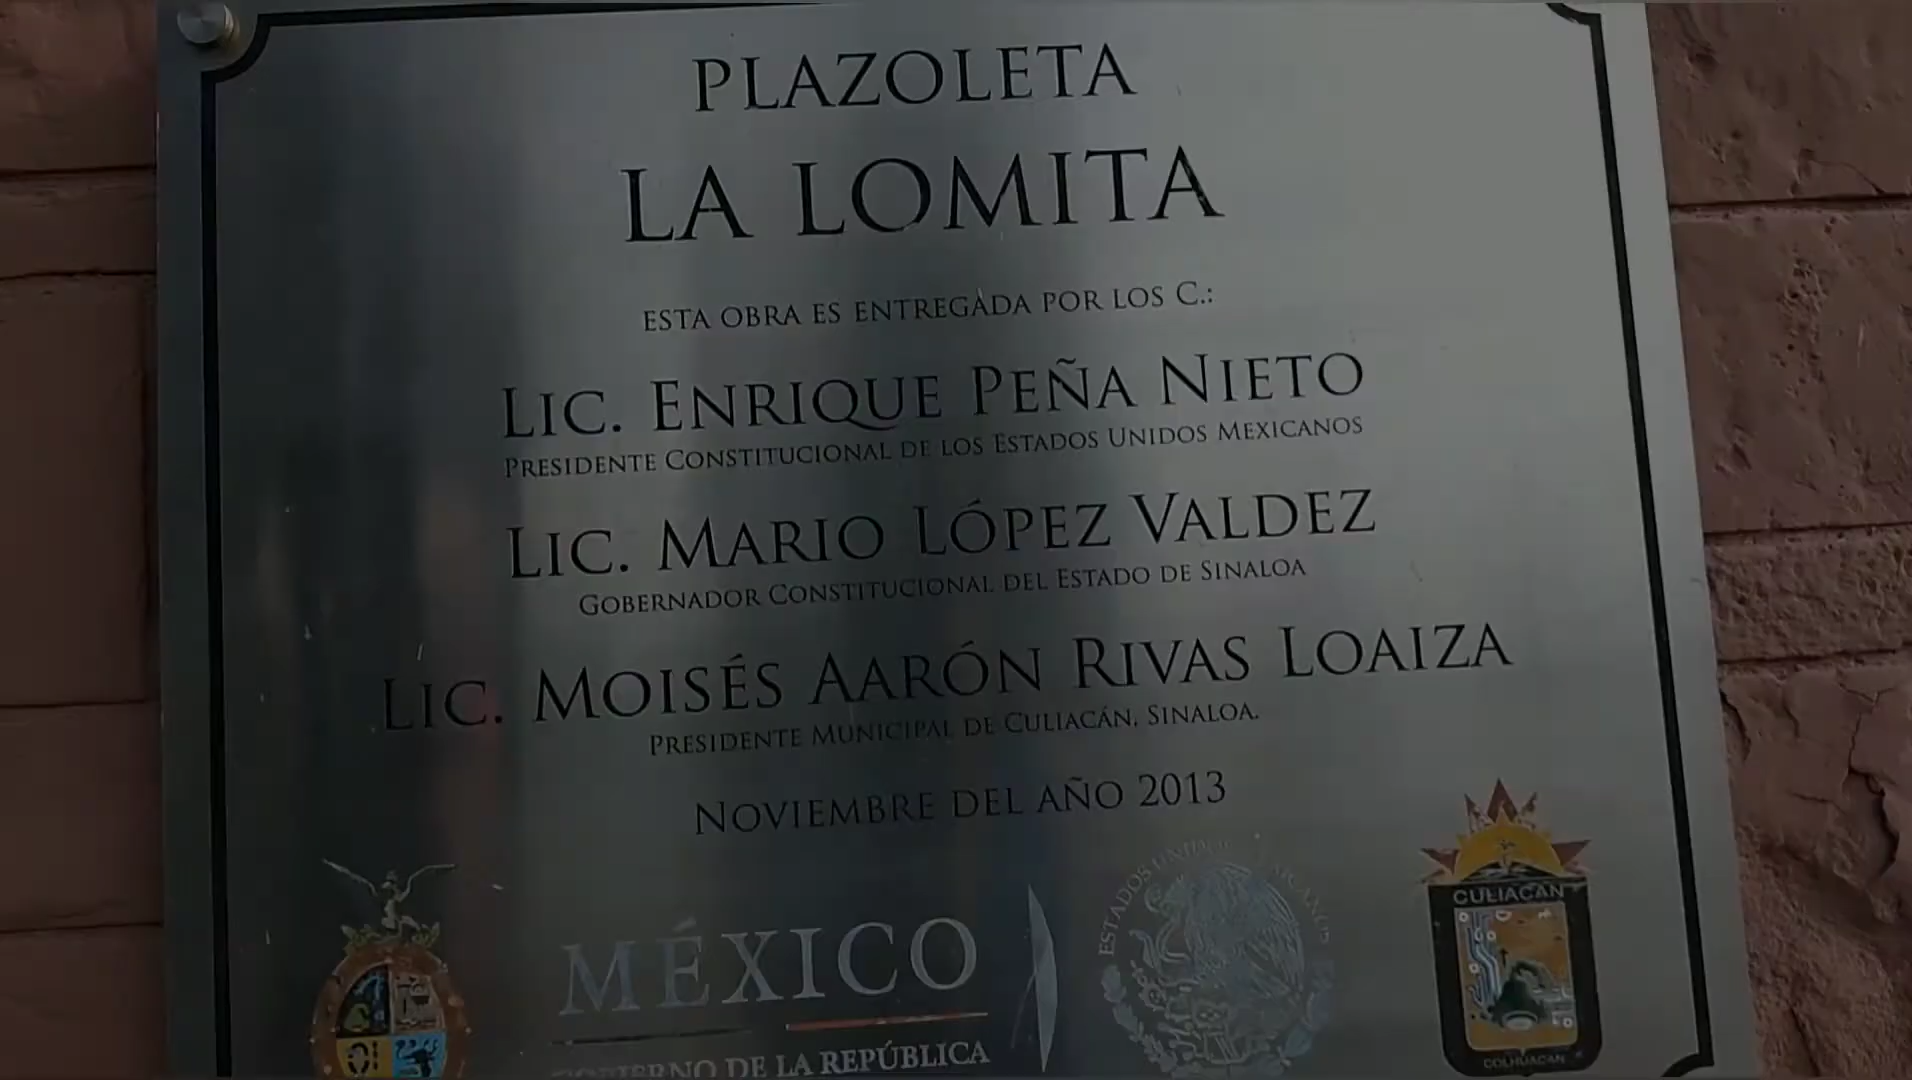 PLAZOLETA
LA LOMITA
ESTA OBRA ES ENTREGADA POR LOS C.:
LIC. ENRIQUE PEÑA NIETO
PRESIDENTE CONSTITUCIONAL DE LOS ESTADOS UNIDOS MEXICANOS
LIC. MARIO LÓPEZ VALDEZ
GOBERNADOR CONSTITUCIONAL DEL ESTADO DE SINALOA
LIC. MOISÉS AARÓN RIVAS LOAIZA
PRESIDENTE MUNICIPAL DE CULIACÁN, SINALOA.
NOVIEMBRE DEL AÑO 2013
MÉXICO
GOBIERNO DE LA REPÚBLICA
ESTADOS UNIDOS MEXICANOS
CULIACAN
COLHUACAN